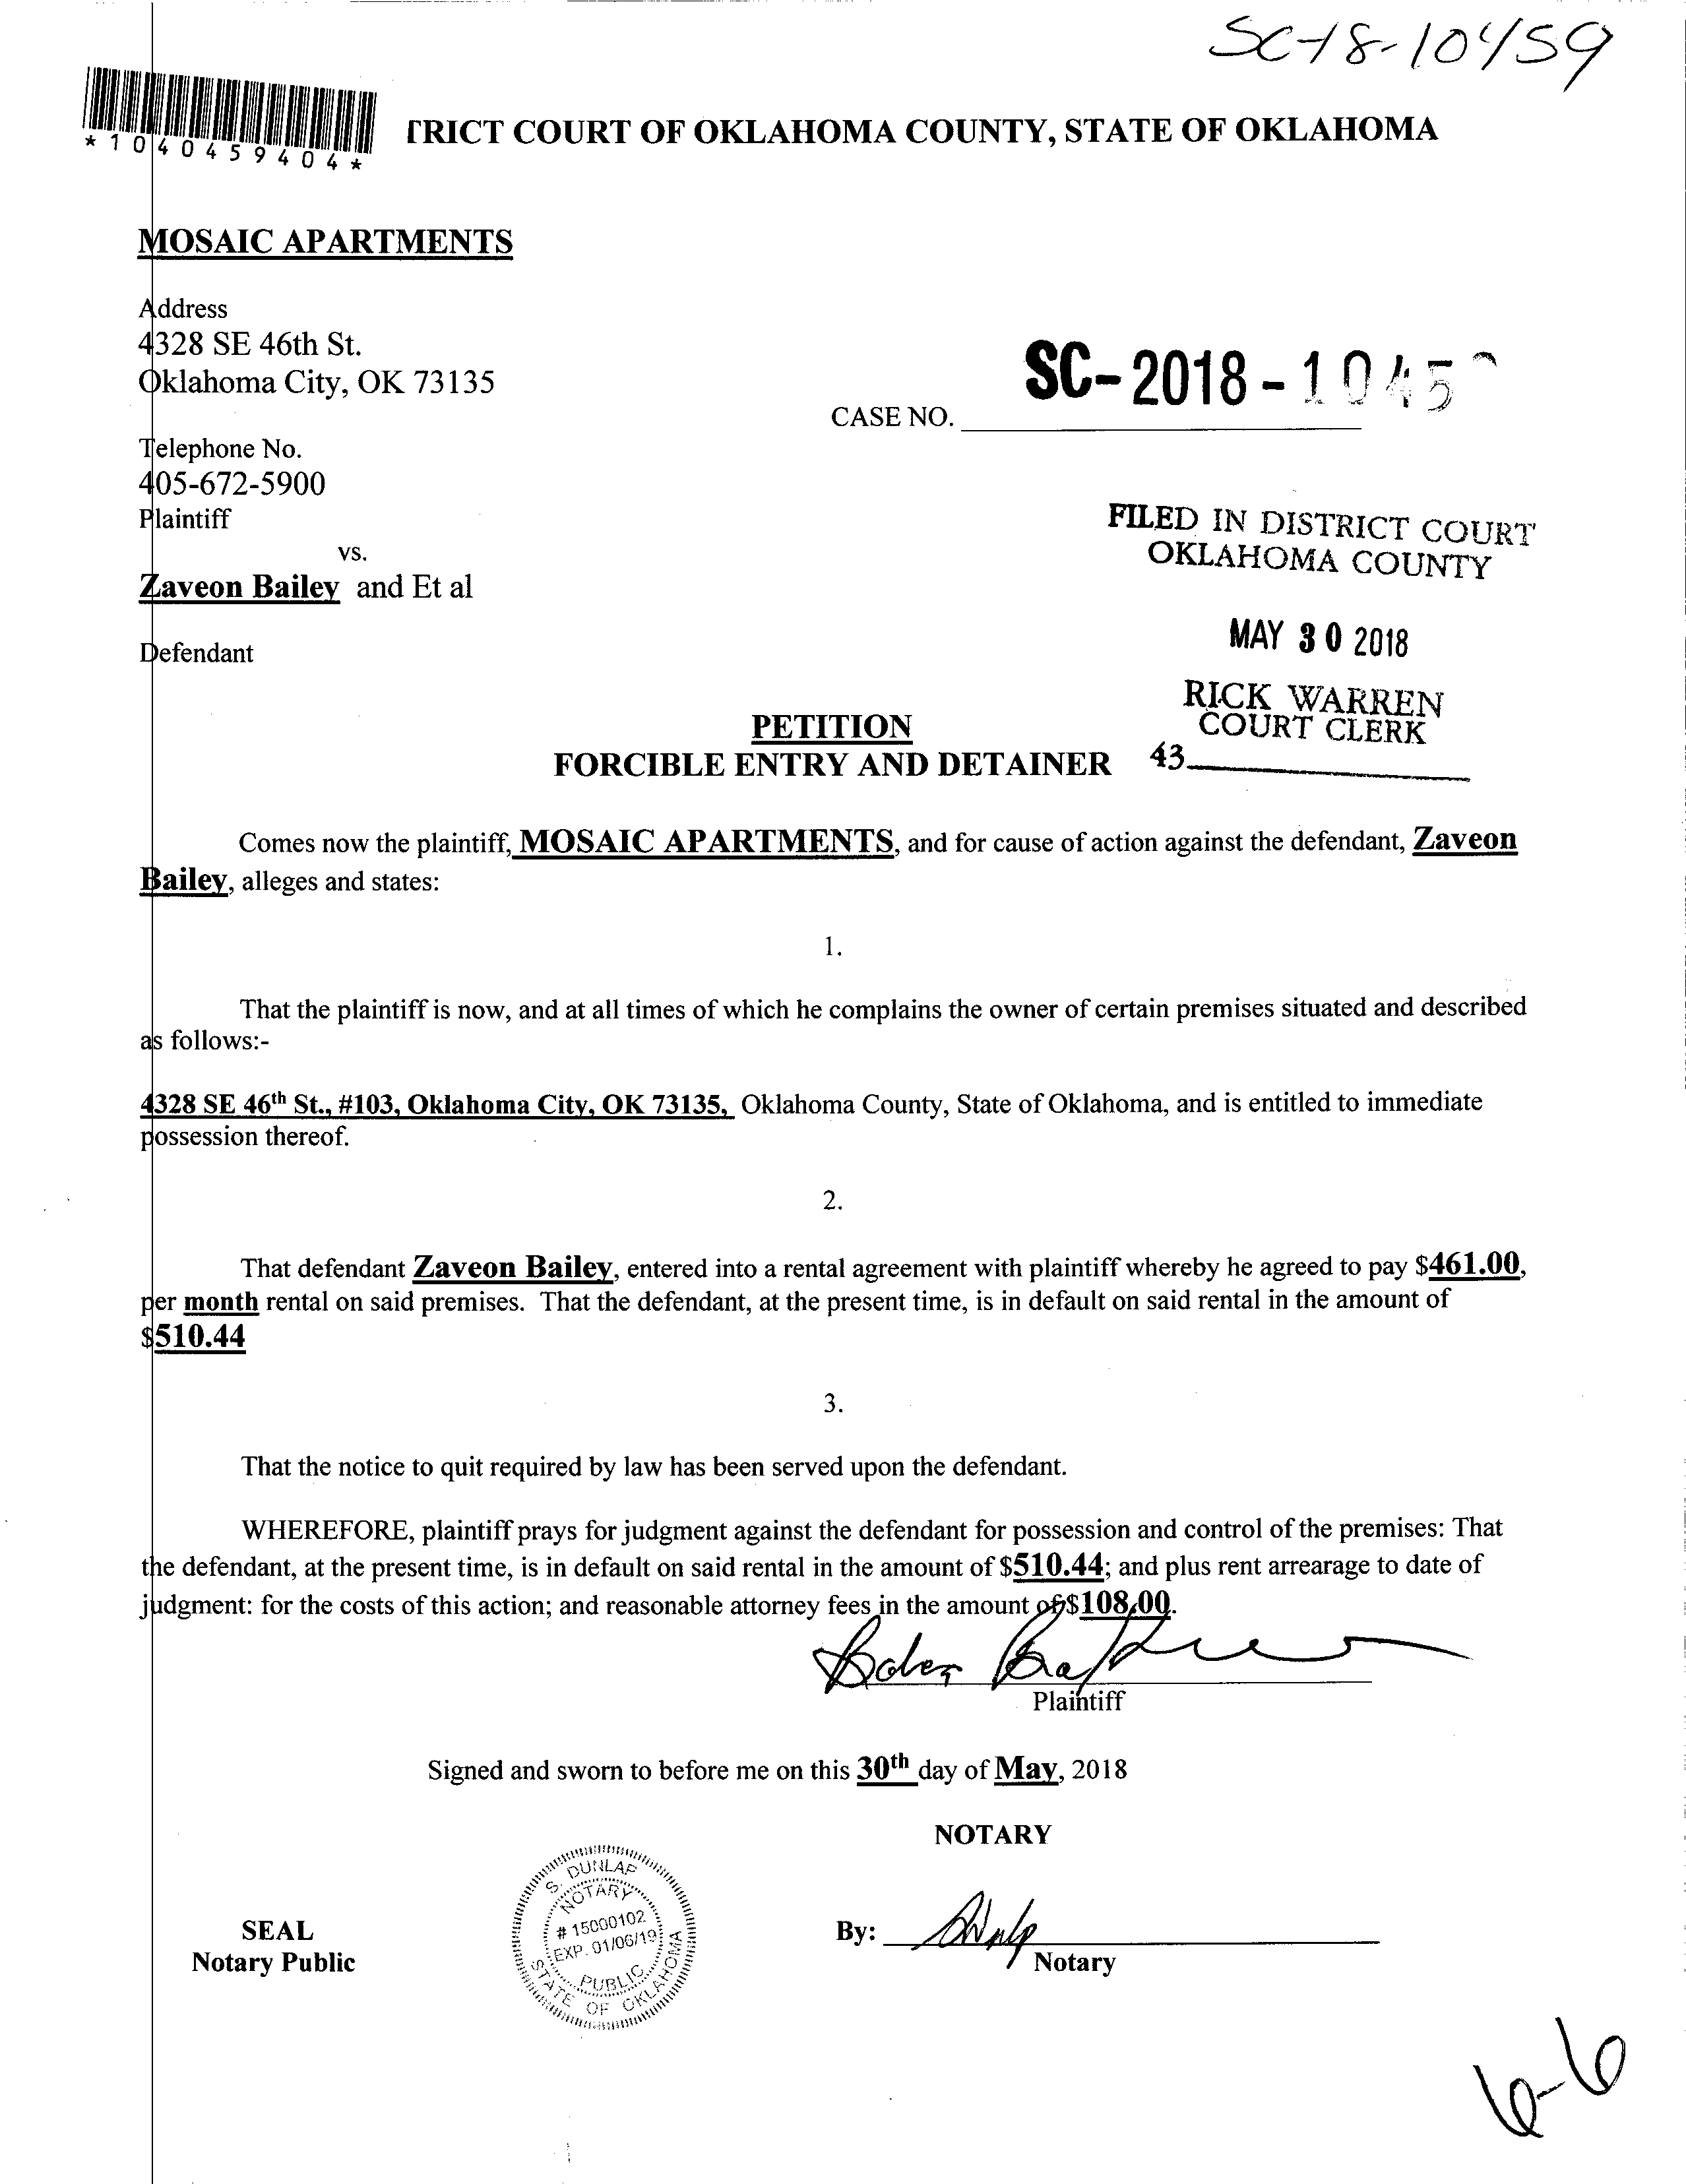 SC-18-10459
*1040459404*
TRICT COURT OF OKLAHOMA COUNTY, STATE OF OKLAHOMA
MOSAIC APARTMENTS
Address
4328 SE 46th St.
Oklahoma City, OK 73135
SC-2018-1045
CASE NO.
Telephone No.
405-672-5900
Plaintiff
vs.
Zaveon Bailey and Et al
Defendant
FILED IN DISTRICT COURT
OKLAHOMA COUNTY
MAY 30 2018
RICK WARREN
COURT CLERK
43
PETITION
FORCIBLE ENTRY AND DETAINER
Comes now the plaintiff, MOSAIC APARTMENTS, and for cause of action against the defendant, Zaveon
Bailey, alleges and states:
1.
That the plaintiff is now, and at all times of which he complains the owner of certain premises situated and described
as follows:-
4328 SE 46th St., #103, Oklahoma City, OK 73135, Oklahoma County, State of Oklahoma, and is entitled to immediate
possession thereof.
2.
That defendant Zaveon Bailey, entered into a rental agreement with plaintiff whereby he agreed to pay $461.00,
per month rental on said premises. That the defendant, at the present time, is in default on said rental in the amount of
$510.44
3.
That the notice to quit required by law has been served upon the defendant.
WHEREFORE, plaintiff prays for judgment against the defendant for possession and control of the premises: That
the defendant, at the present time, is in default on said rental in the amount of $510.44; and plus rent arrearage to date of
judgment: for the costs of this action; and reasonable attorney fees in the amount of $108.00.
Plaintiff
Signed and sworn to before me on this 30th day of May, 2018
NOTARY
S. DUNLAP
NOTARY
# 15000102
EXP. 01/06/19
PUBLIC
STATE OF OKLAHOMA
SEAL
Notary Public
By:
Notary
6-6